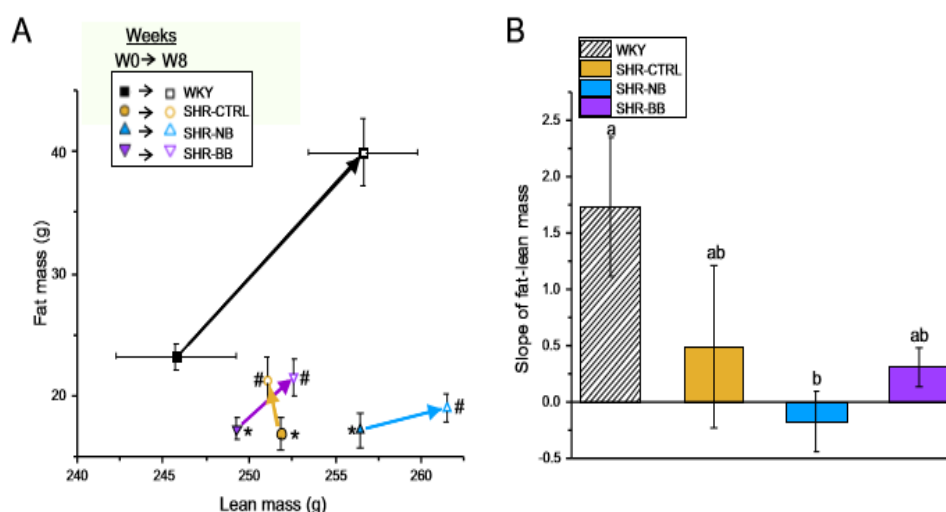 A
Weeks
W0→ W8
→ WKY
→ SHR-CTRL
→ SHR-NB
→ SHR-BB
Fat mass (g)
40
30
20
#
#
#
*
*
*
240
250
255
260
Lean mass (g)
B
WKY
SHR-CTRL
SHR-NB
SHR-BB
Slope of fat-lean mass
2.5
2.0
1.5
1.0
0.5
0.0
-0.5
a
ab
b
ab